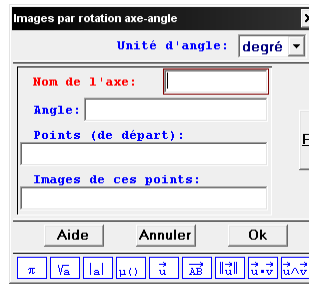 Images par rotation axe-angle
Unité d'angle: degré
Nom de l'axe:
Angle:
Points (de départ):
Images de ces points:
Aide Annuler Ok
π √a |a| μ() u⃗ AB⃗ ‖u⃗‖ u⃗•v⃗ u⃗∧v⃗